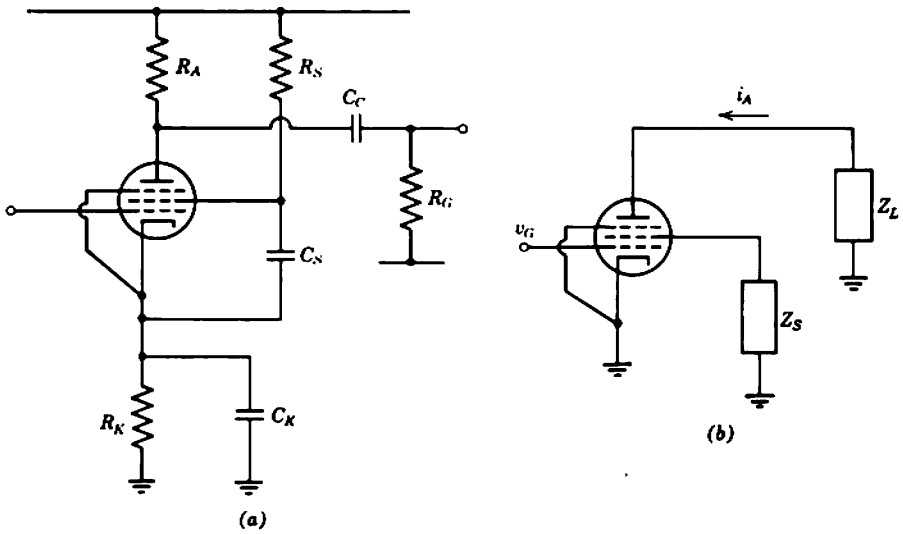 R_A
R_S
C_C
R_G
C_S
R_K
C_K
(a)
i_A
v_G
Z_L
Z_S
(b)